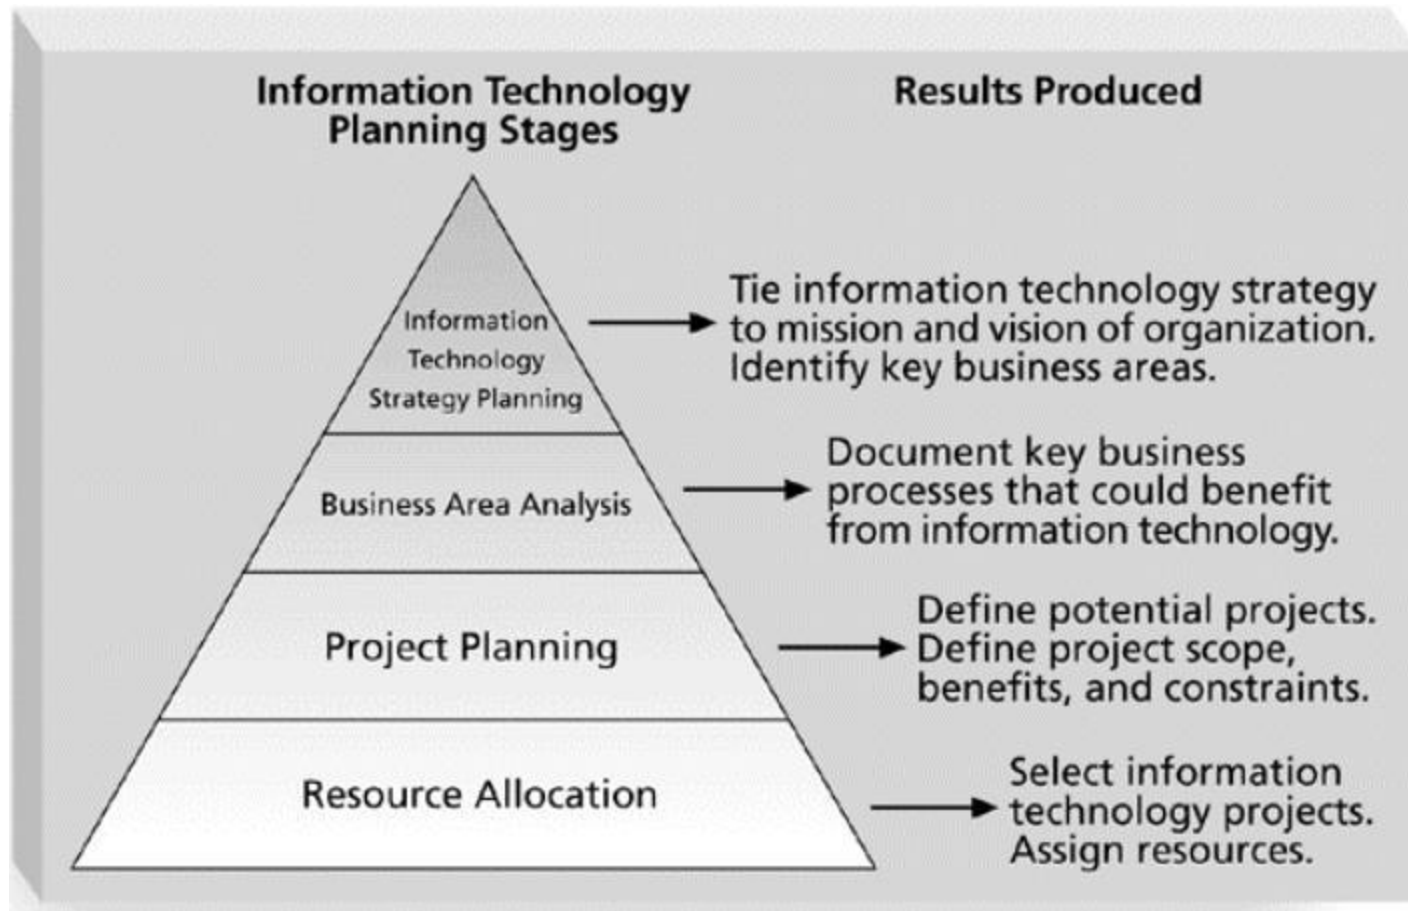 Information Technology
Planning Stages
Results Produced
Information
Technology
Strategy Planning
Tie information technology strategy
to mission and vision of organization.
Identify key business areas.
Business Area Analysis
Document key business
processes that could benefit
from information technology.
Project Planning
Define potential projects.
Define project scope,
benefits, and constraints.
Resource Allocation
Select information
technology projects.
Assign resources.